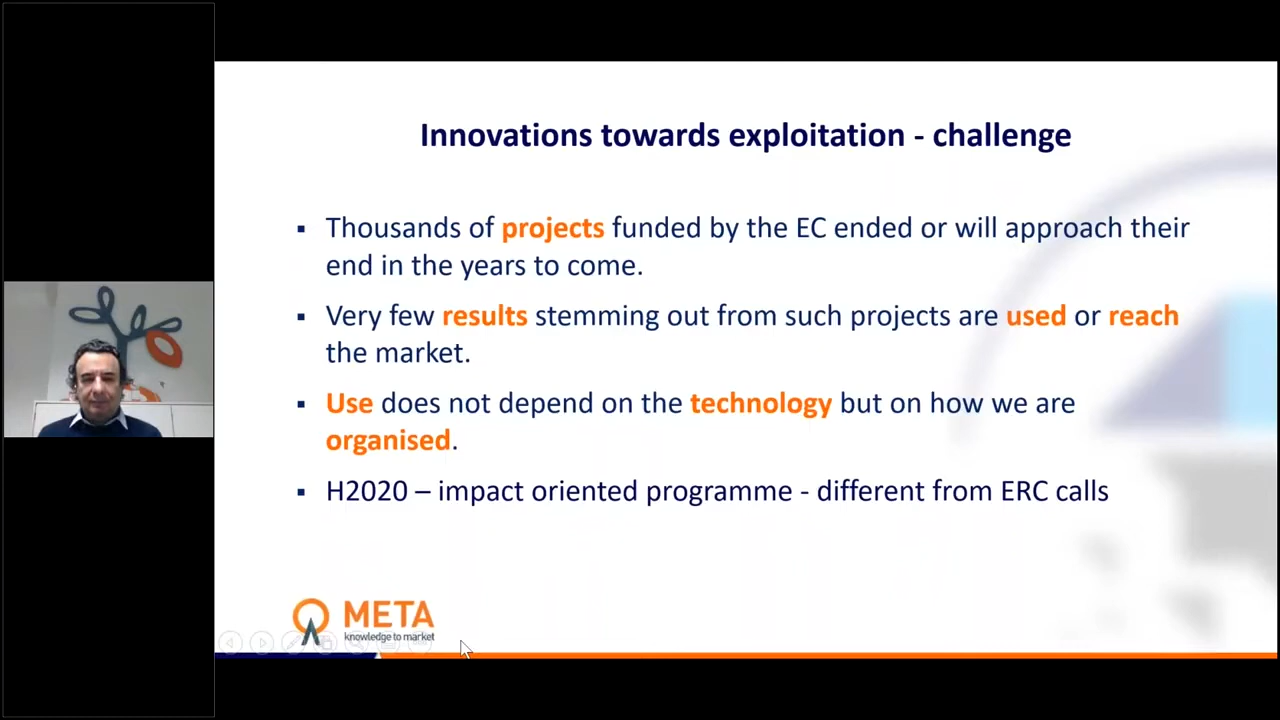 Innovations towards exploitation - challenge
▪ Thousands of projects funded by the EC ended or will approach their
end in the years to come.
▪ Very few results stemming out from such projects are used or reach
the market.
▪ Use does not depend on the technology but on how we are
organised.
▪ H2020 – impact oriented programme - different from ERC calls
META
knowledge to market